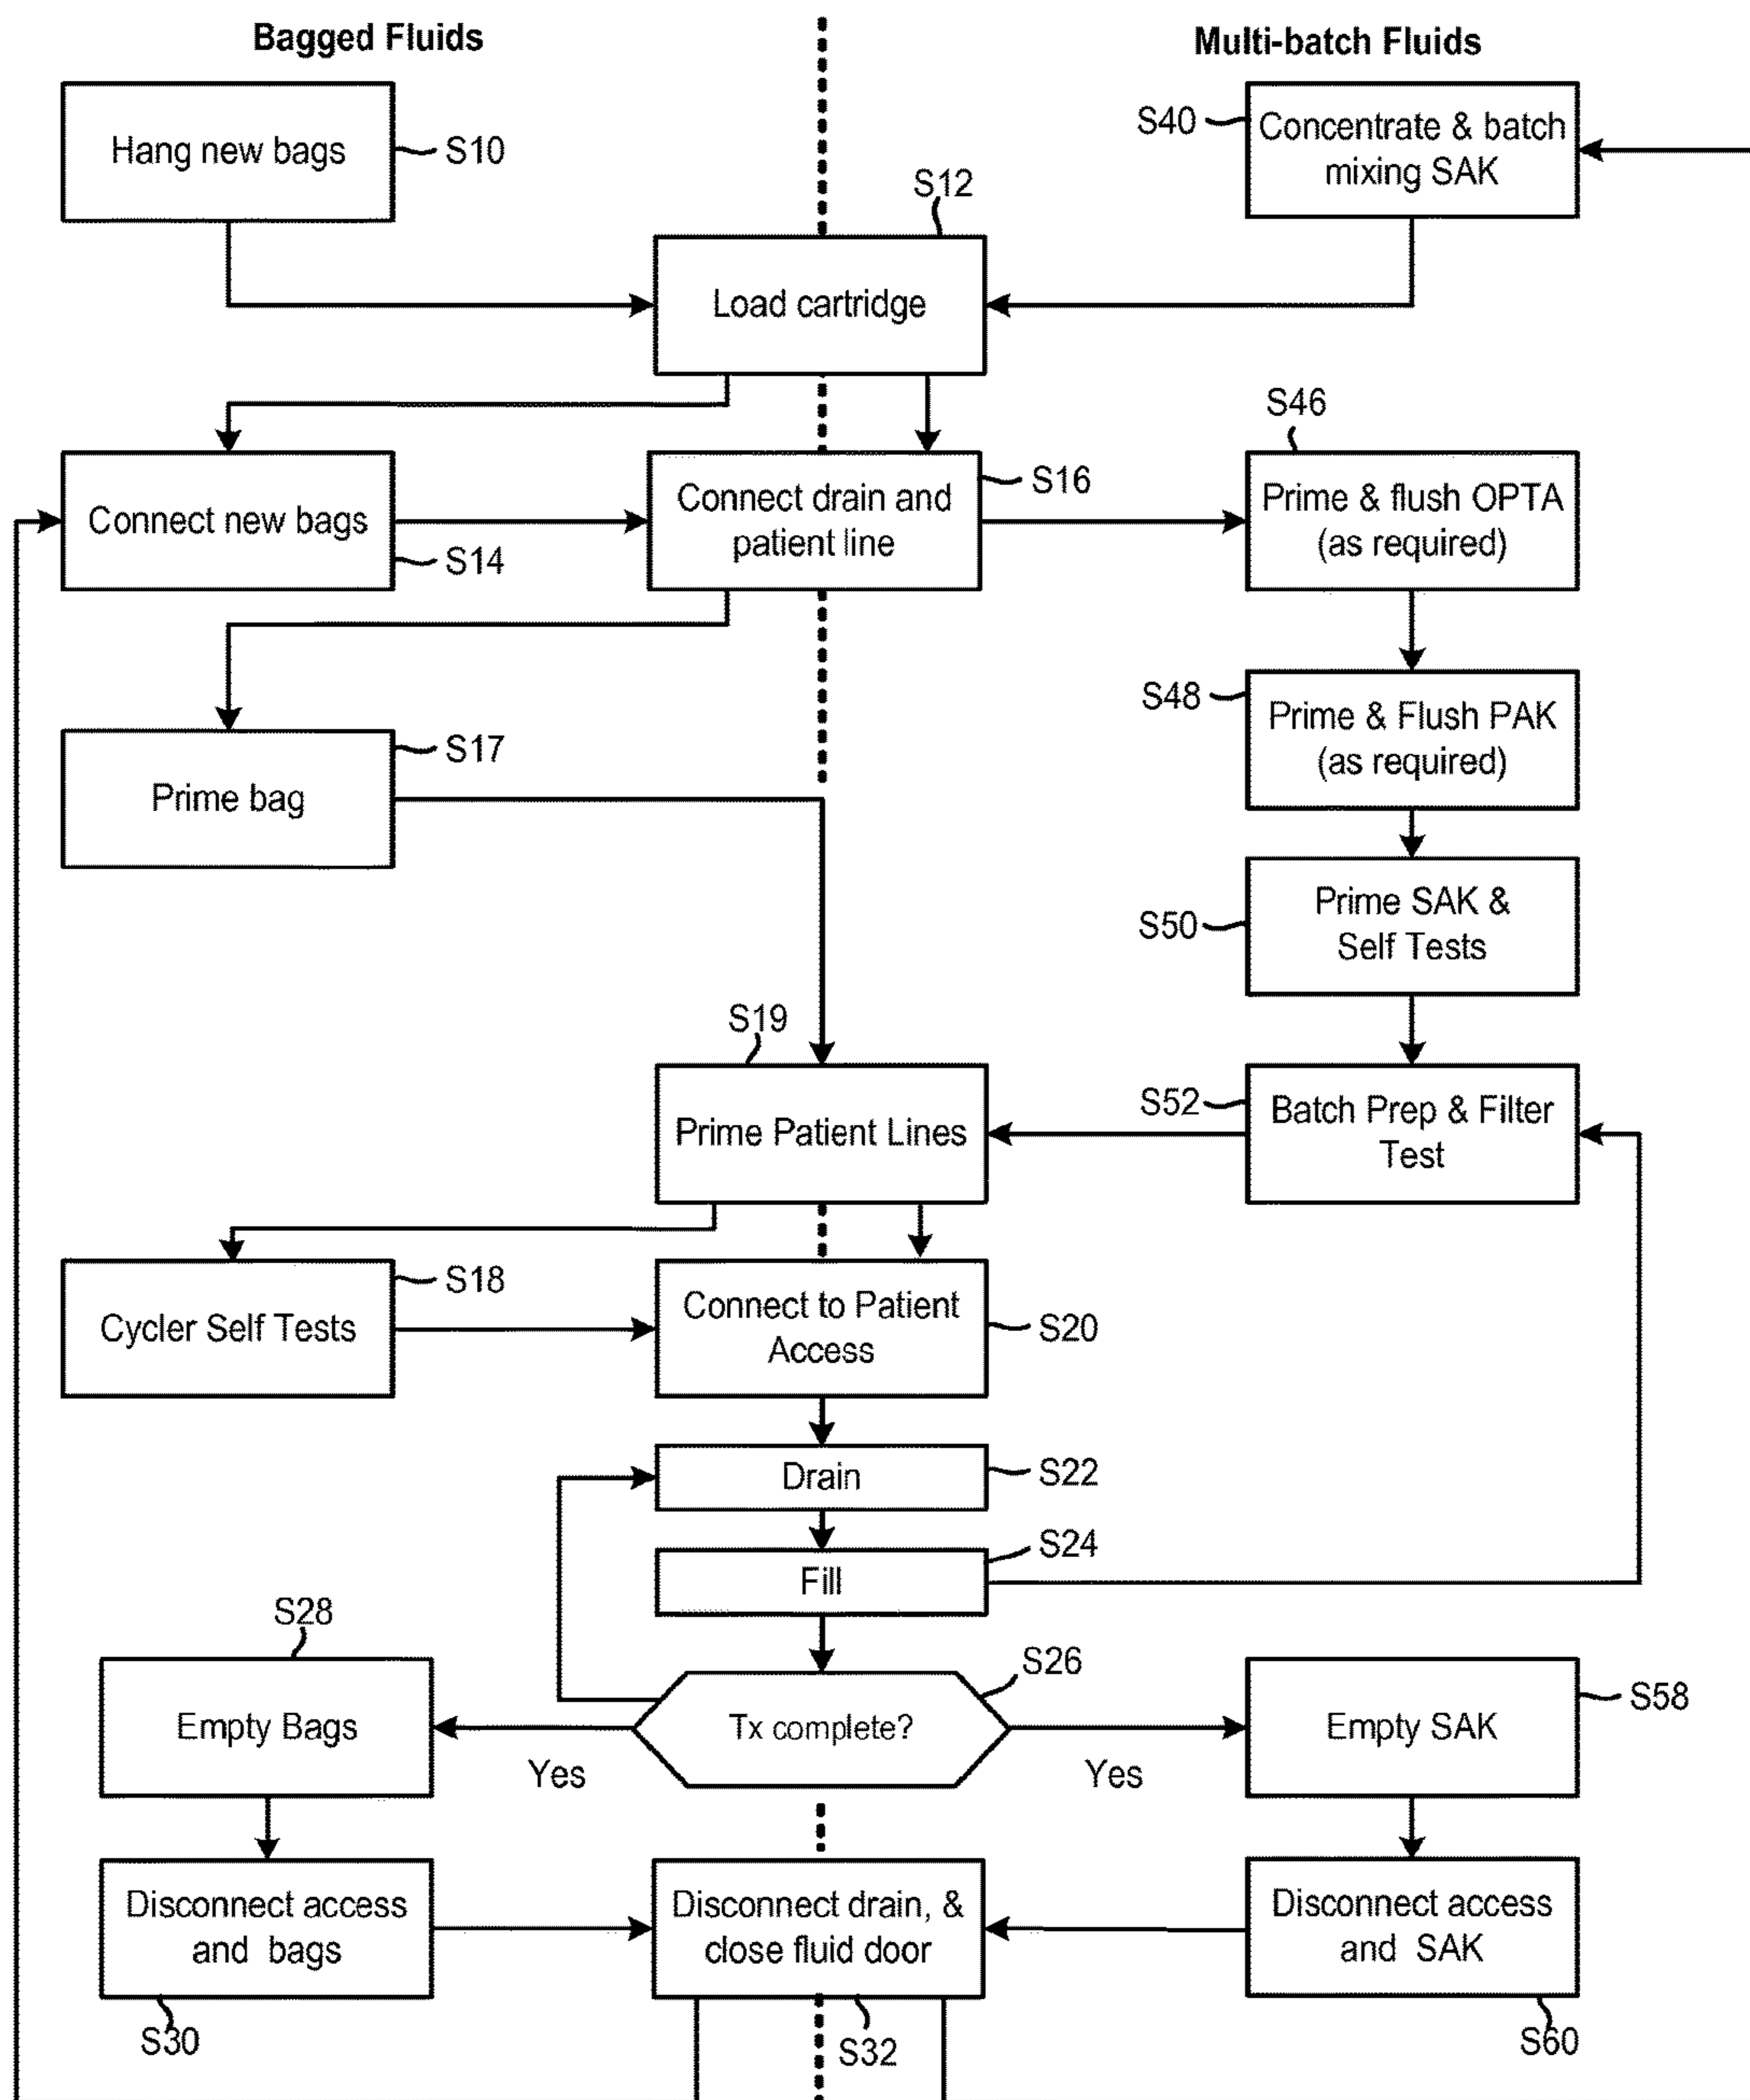 Bagged Fluids
Multi-batch Fluids
Hang new bags
S10
S40
Concentrate & batch
mixing SAK
S12
Load cartridge
S46
Connect new bags
S14
Connect drain and
patient line
S16
Prime & flush OPTA
(as required)
S48
Prime & Flush PAK
(as required)
S17
Prime bag
S50
Prime SAK &
Self Tests
S19
Prime Patient Lines
S52
Batch Prep & Filter
Test
S18
Cycler Self Tests
Connect to Patient
Access
S20
Drain
S22
S24
Fill
S28
Empty Bags
S26
Tx complete?
Yes
Yes
Empty SAK
S58
Disconnect access
and bags
S30
Disconnect drain, &
close fluid door
S32
Disconnect access
and SAK
S60